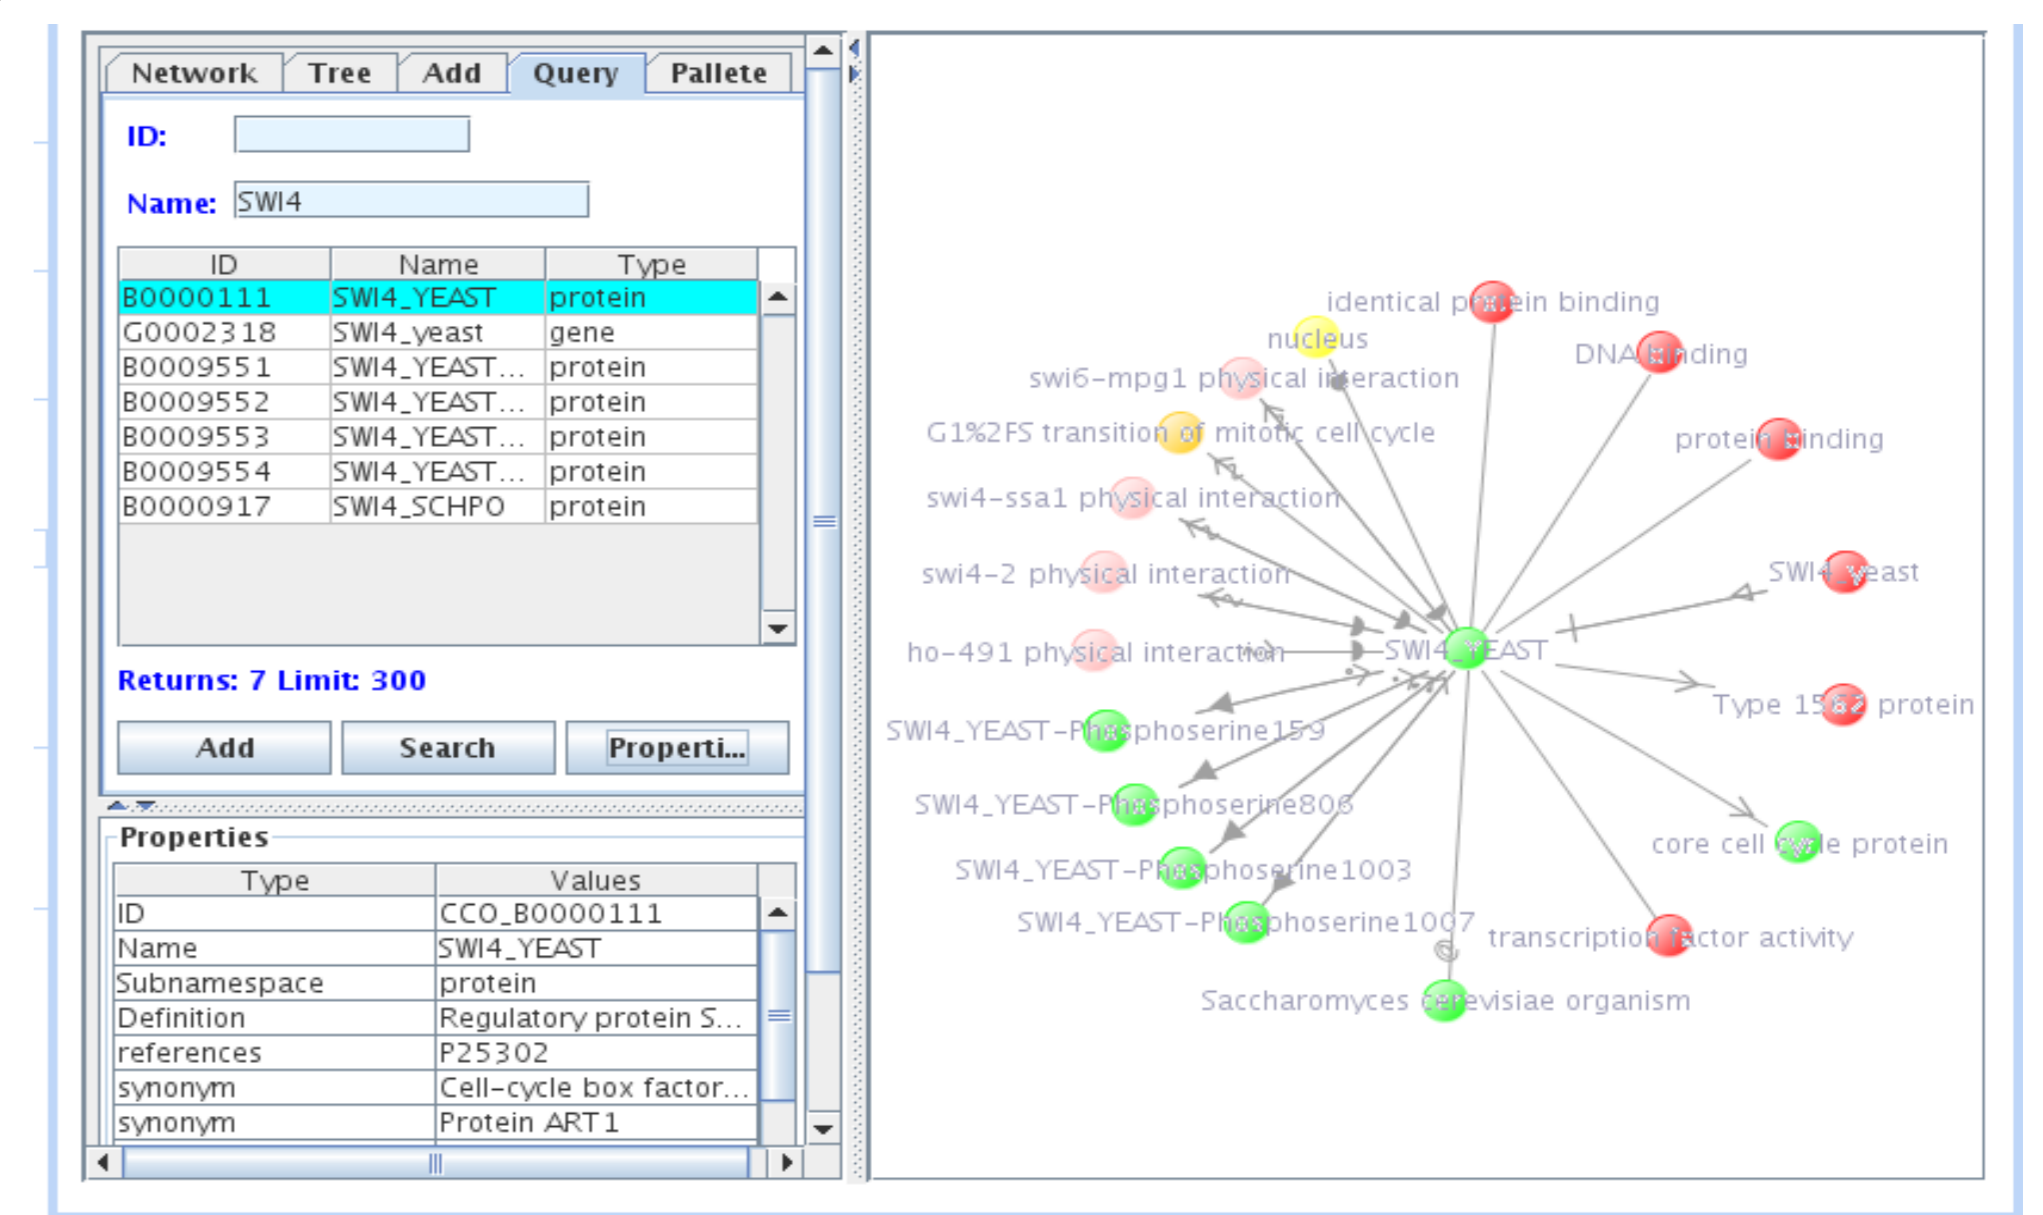 Network Tree Add Query Pallete
ID:
Name: SWI4
ID Name Type
B0000111 SWI4_YEAST protein
G0002318 SWI4_yeast gene
B0009551 SWI4_YEAST... protein
B0009552 SWI4_YEAST... protein
B0009553 SWI4_YEAST... protein
B0009554 SWI4_YEAST... protein
B0000917 SWI4_SCHPO protein
Returns: 7 Limit: 300
Add Search Properti...
Properties
Type Values
ID CCO_B0000111
Name SWI4_YEAST
Subnamespace protein
Definition Regulatory protein S...
references P25302
synonym Cell-cycle box factor...
synonym Protein ART1
identical protein binding
nucleus
DNA binding
swi6-mpg1 physical interaction
G1%2FS transition of mitotic cell cycle
protein binding
swi4-ssa1 physical interaction
swi4-2 physical interaction
SWI4_yeast
ho-491 physical interaction
SWI4_YEAST
Type 1562 protein
SWI4_YEAST-Phosphoserine159
SWI4_YEAST-Phosphoserine806
core cell cycle protein
SWI4_YEAST-Phosphoserine1003
SWI4_YEAST-Phosphoserine1007
transcription factor activity
Saccharomyces cerevisiae organism